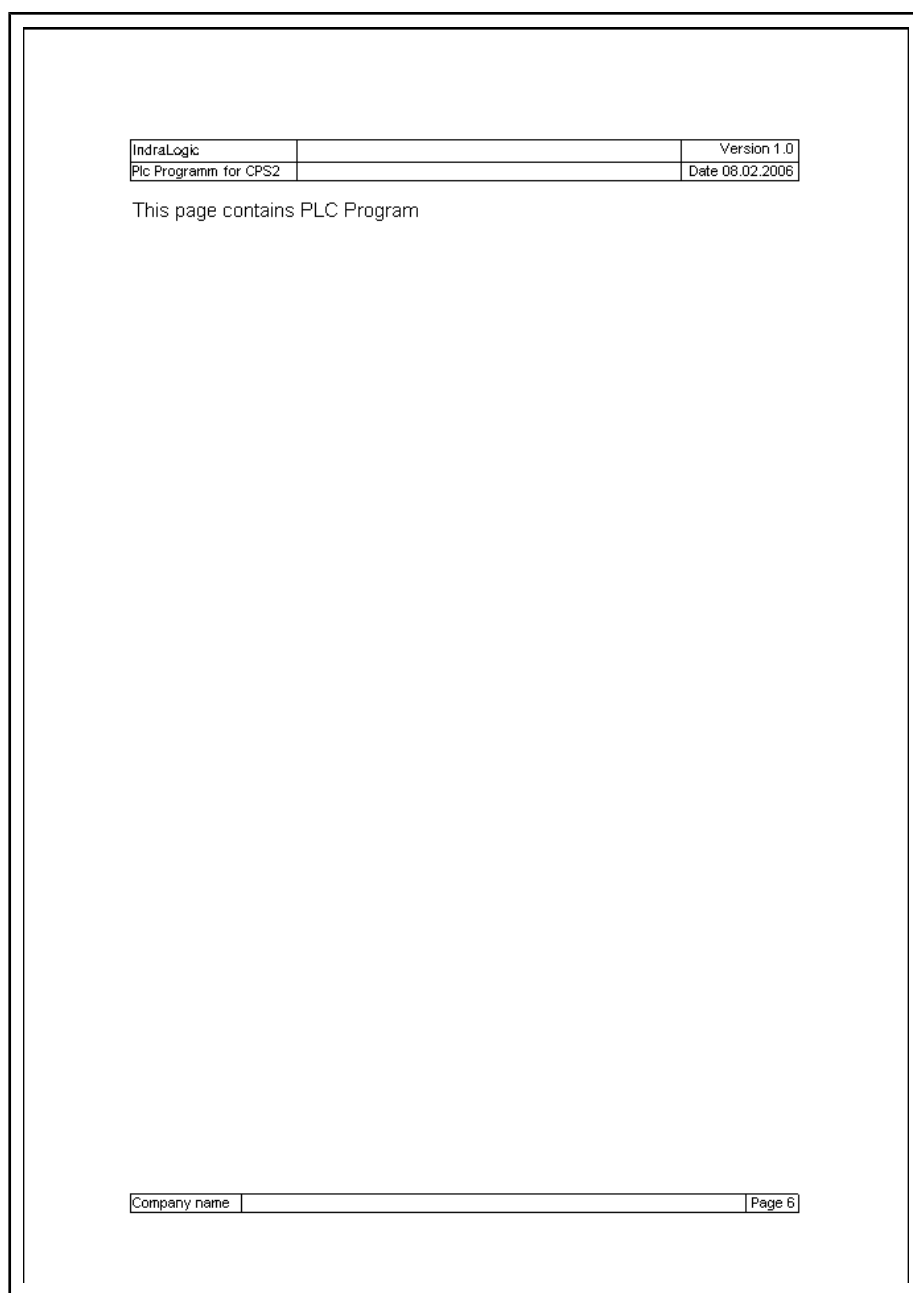 IndraLogic Version 1.0
Plc Programm for CPS2 Date 08.02.2006
This page contains PLC Program
Company name Page 6